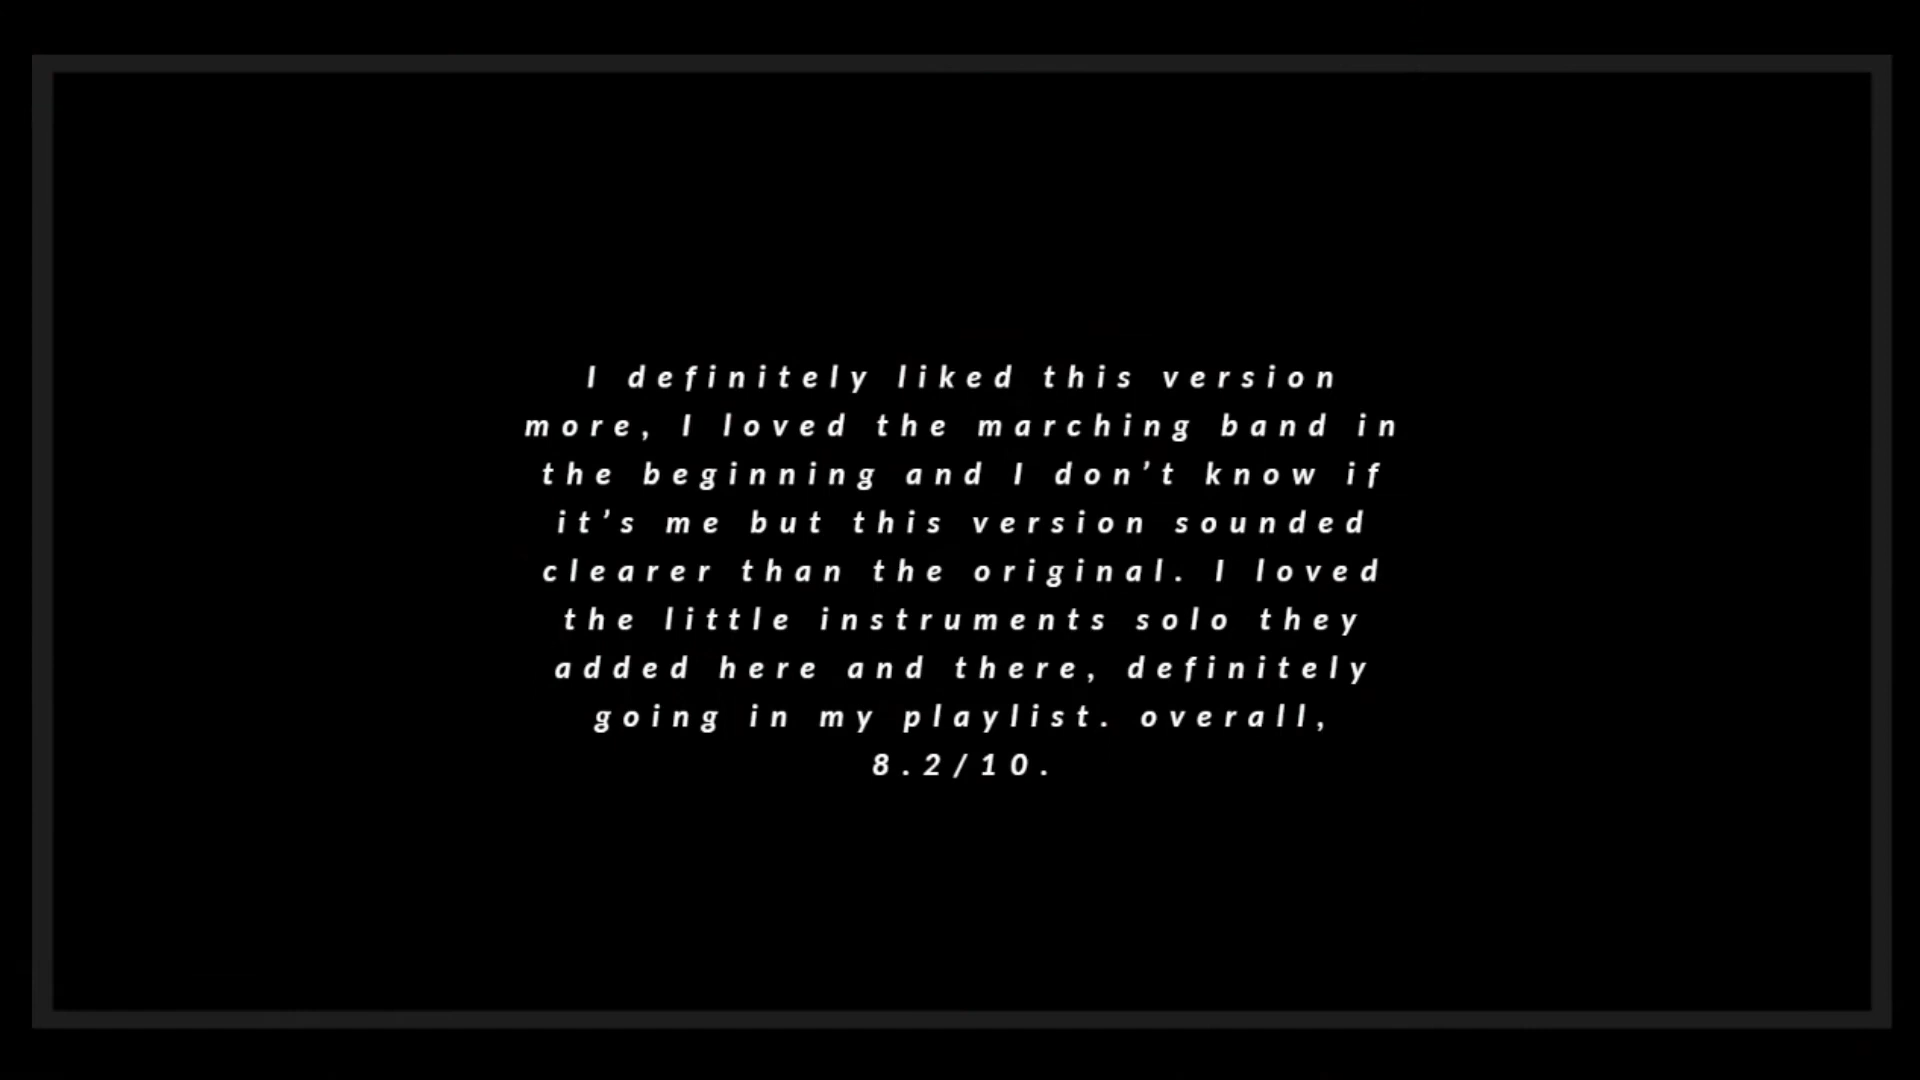 I definitely liked this version
more, I loved the marching band in
the beginning and I don’t know if
it’s me but this version sounded
clearer than the original. I loved
the little instruments solo they
added here and there, definitely
going in my playlist. overall,
8.2/10.